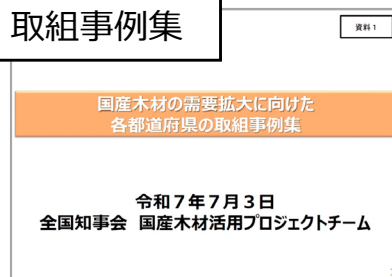 取組事例集
資料1
国産木材の需要拡大に向けた
各都道府県の取組事例集
令和7年7月3日
全国知事会 国産木材活用プロジェクトチーム